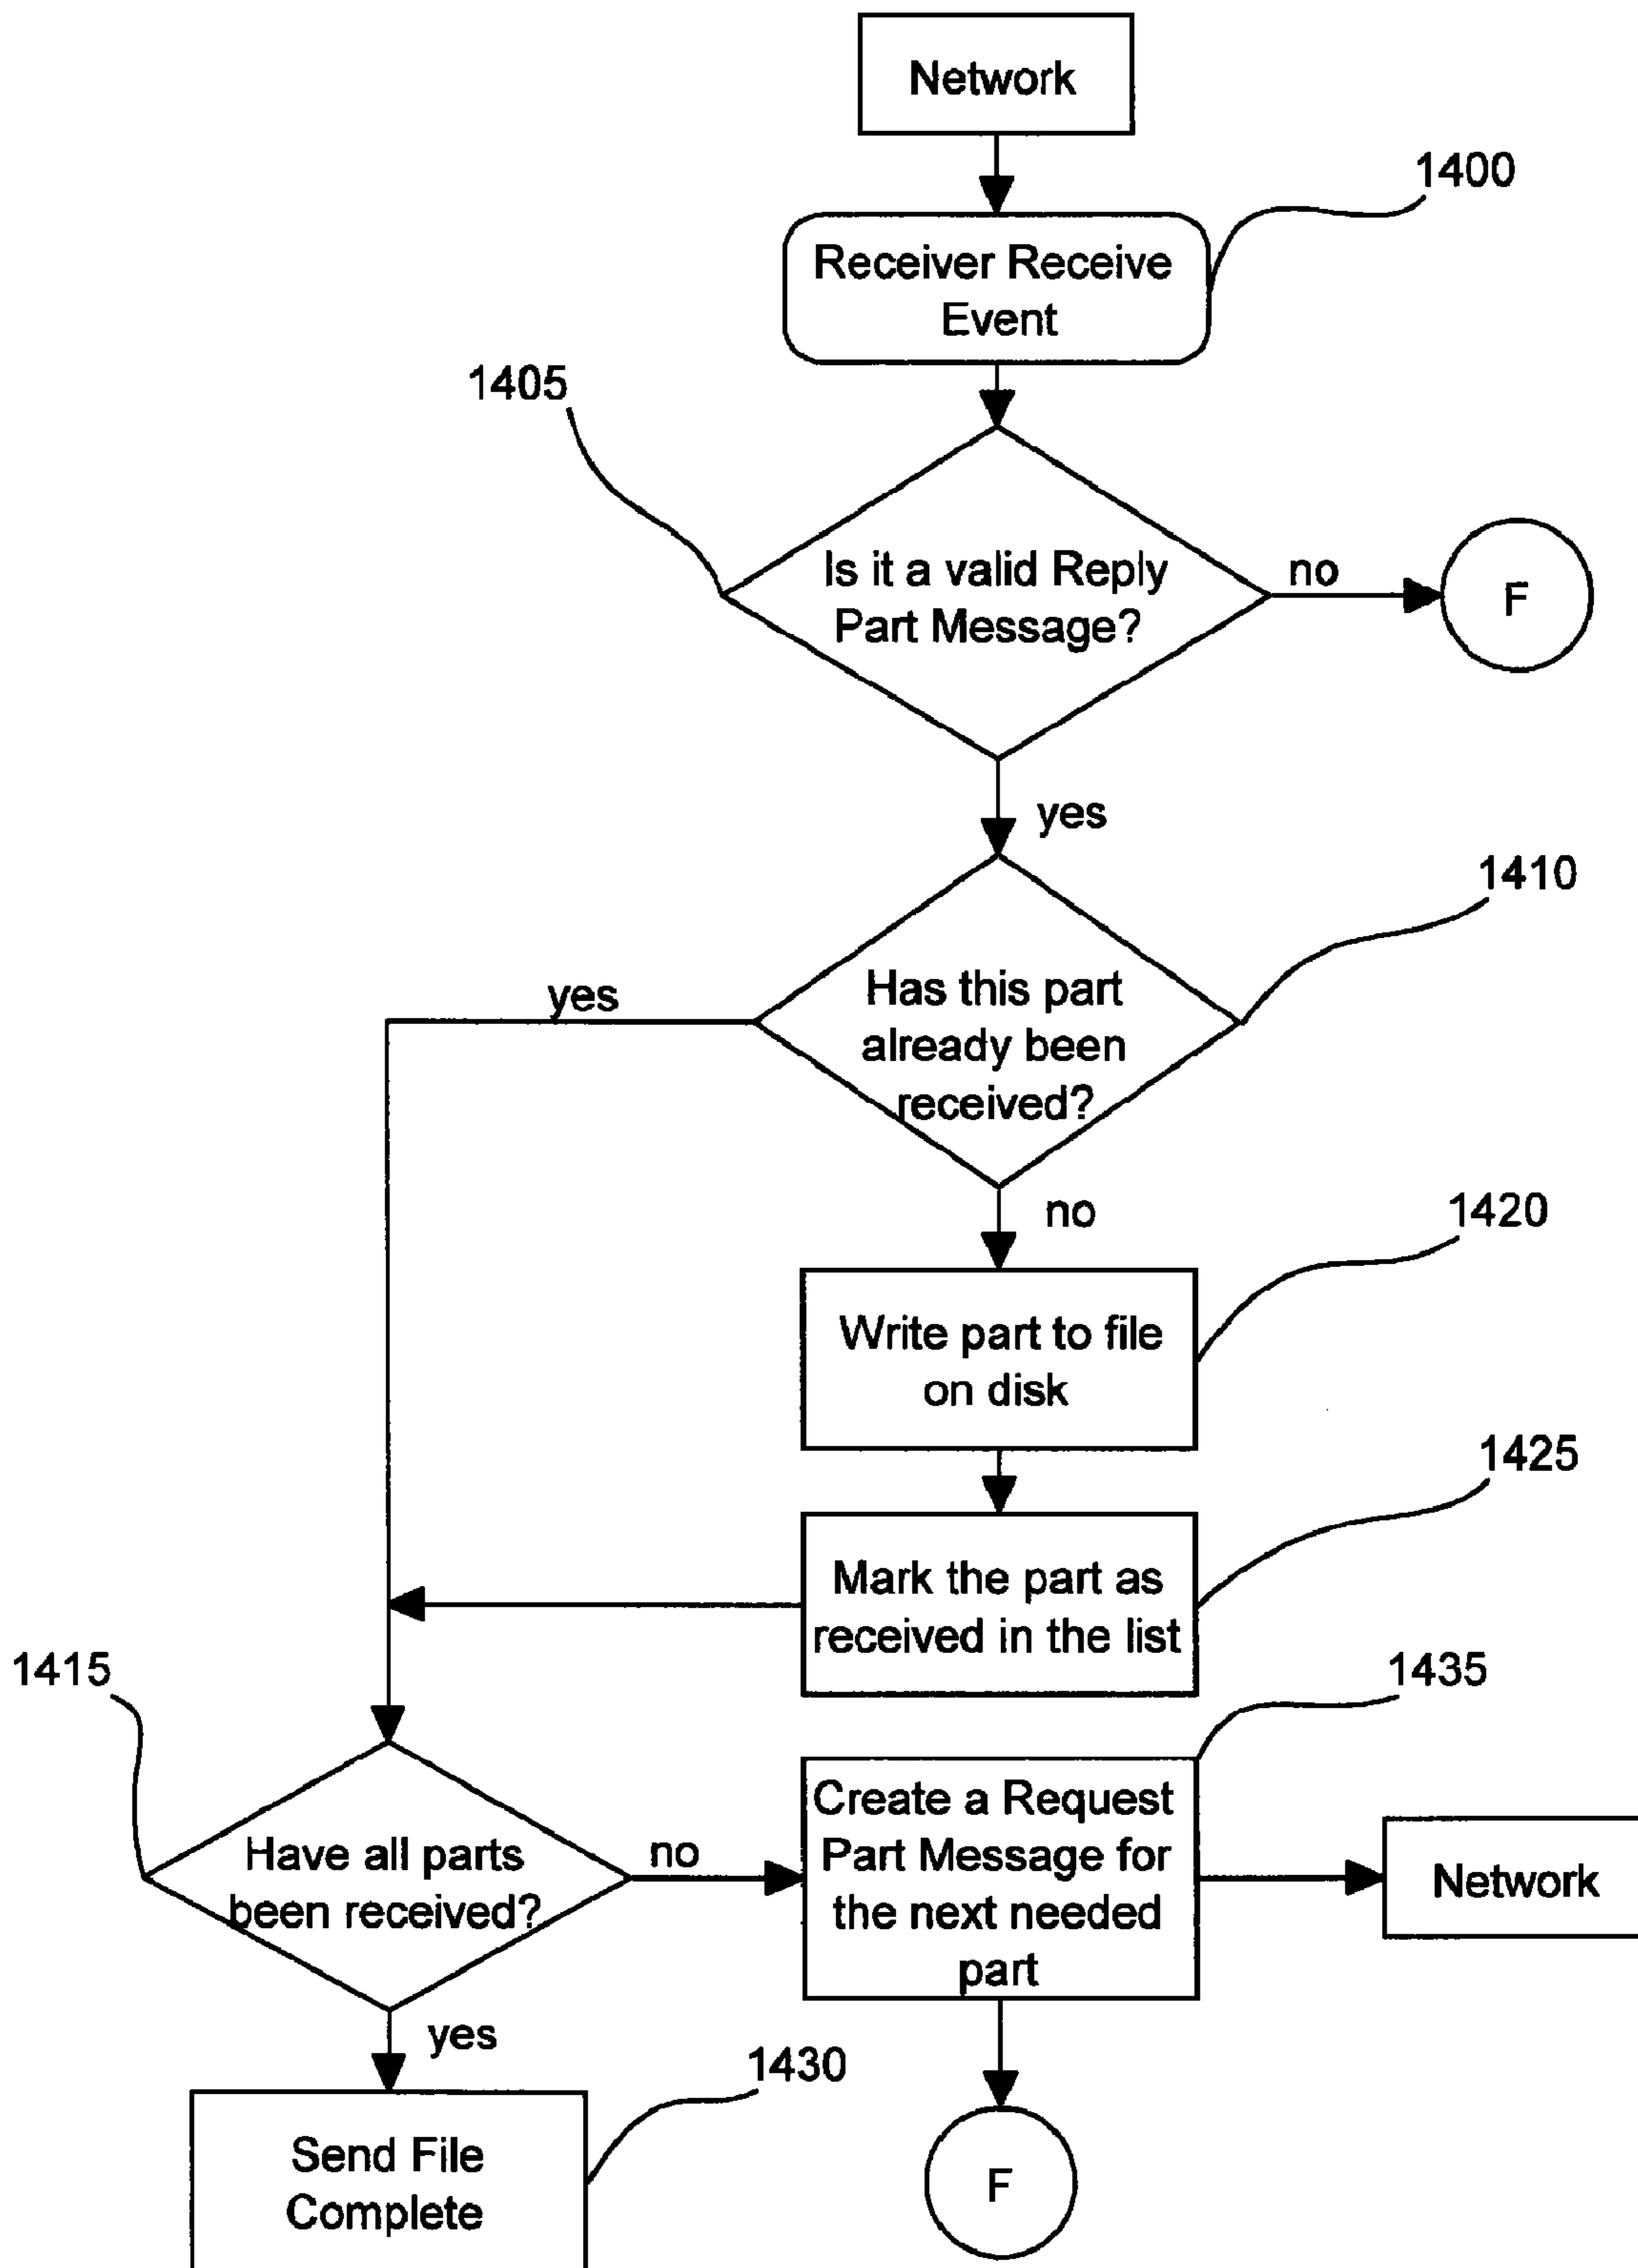 Network
1400
Receiver Receive
Event
1405
Is it a valid Reply
Part Message?
no
F
yes
1410
yes
Has this part
already been
received?
no
1420
Write part to file
on disk
1425
Mark the part as
received in the list
1415
1435
Have all parts
been received?
no
Create a Request
Part Message for
the next needed
part
Network
yes
1430
Send File
Complete
F